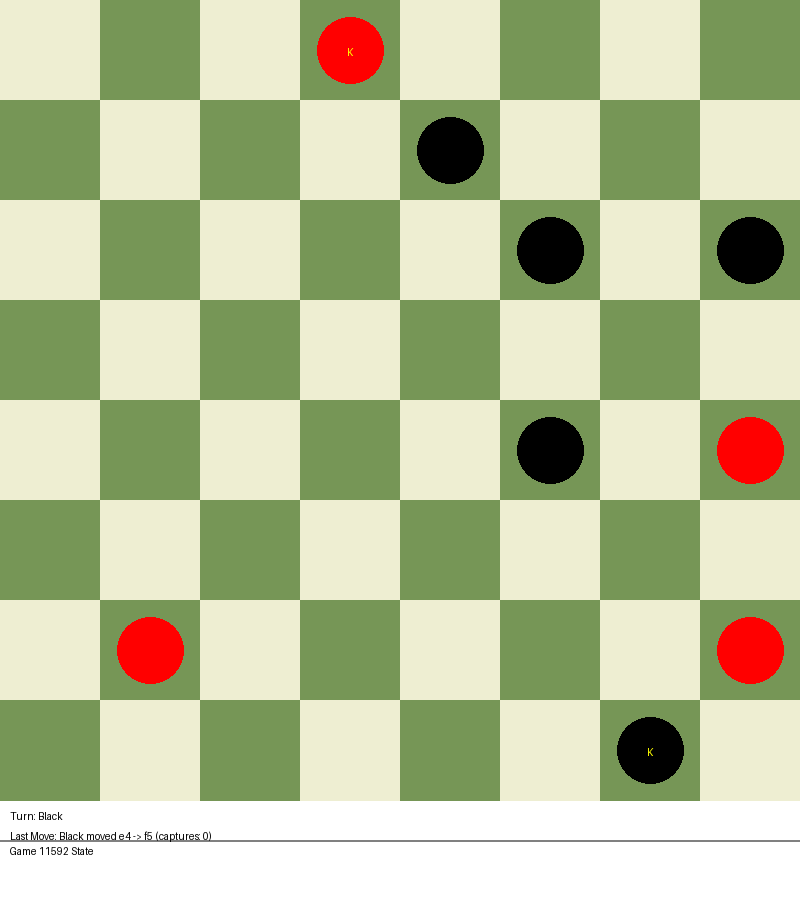 K
K
Turn: Black
Last Move: Black moved e4 -> f5 (captures: 0)
Game 11592 State